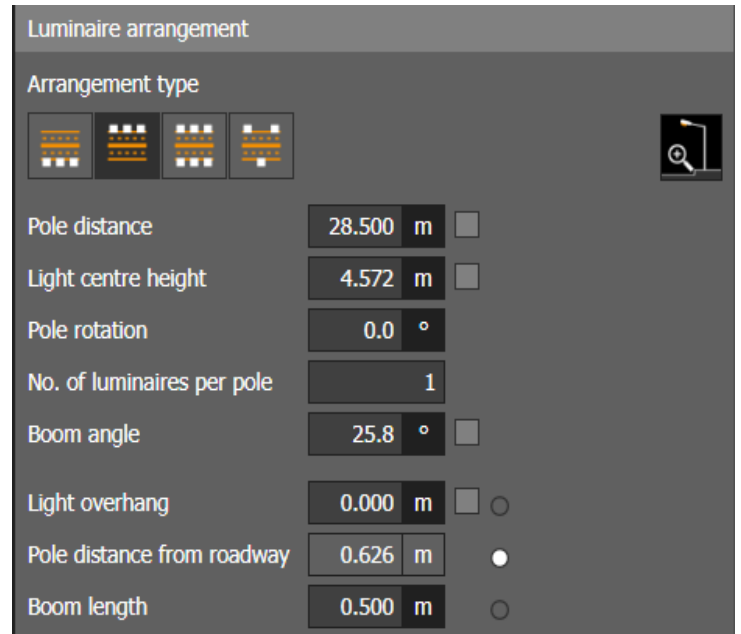 Luminaire arrangement
Arrangement type
Pole distance 28.500 m
Light centre height 4.572 m
Pole rotation 0.0 °
No. of luminaires per pole 1
Boom angle 25.8 °
Light overhang 0.000 m
Pole distance from roadway 0.626 m
Boom length 0.500 m